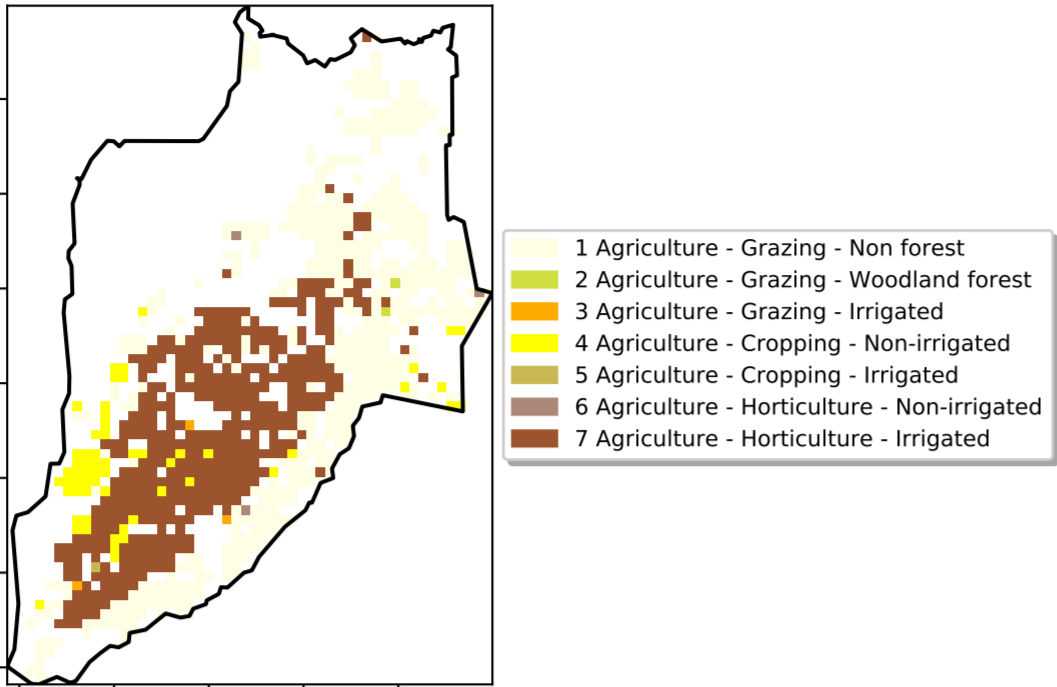 1 Agriculture - Grazing - Non forest
2 Agriculture - Grazing - Woodland forest
3 Agriculture - Grazing - Irrigated
4 Agriculture - Cropping - Non-irrigated
5 Agriculture - Cropping - Irrigated
6 Agriculture - Horticulture - Non-irrigated
7 Agriculture - Horticulture - Irrigated